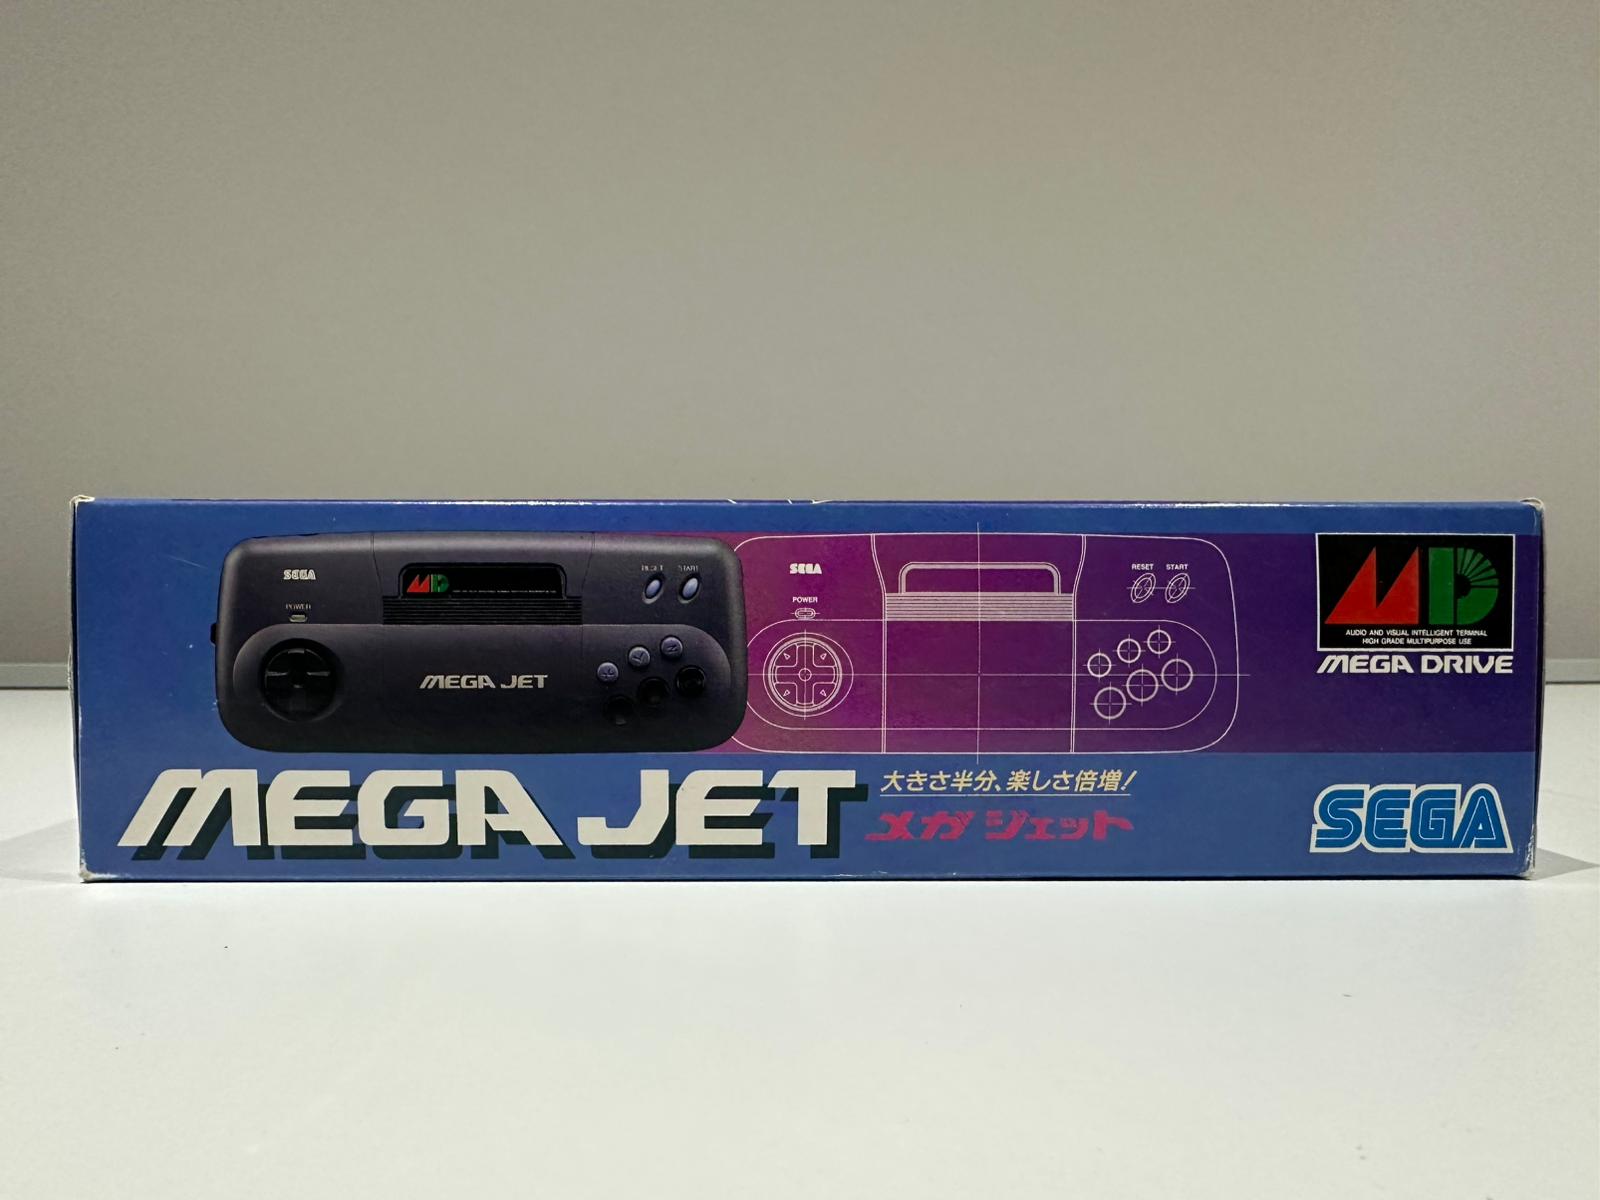 SEGA
POWER
MD
RESET START
MEGA JET
X Y Z
SEGA
POWER
RESET START
MD
AUDIO AND VISUAL INTELLIGENT TERMINAL
HIGH GRADE MULTIPURPOSE USE
MEGA DRIVE
MEGA JET
大きさ半分、楽しさ倍増!
メガジェット
SEGA